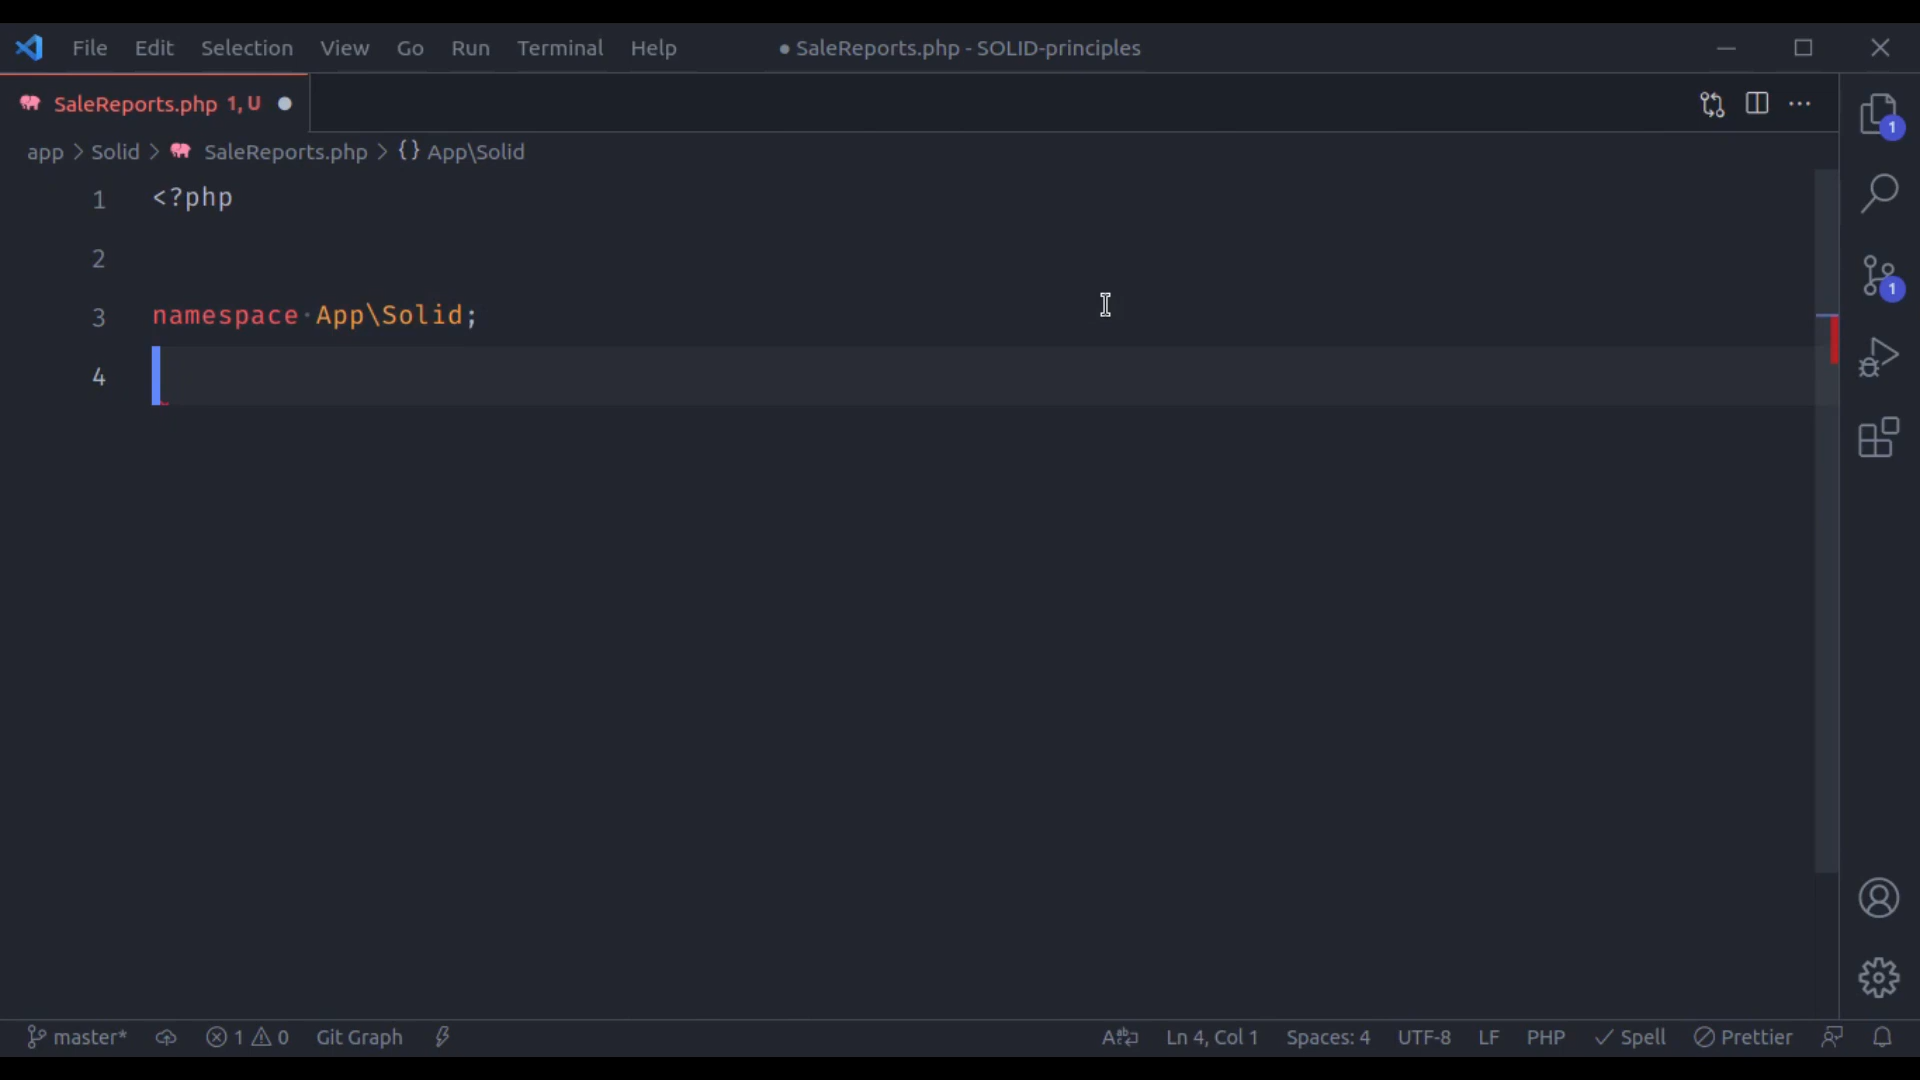 File Edit Selection View Go Run Terminal Help ● SaleReports.php - SOLID-principles
SaleReports.php 1, U ●
app > Solid > SaleReports.php > {} App\Solid
1 <?php
2
3 namespace App\Solid;
4
1
1
master* 1 0 Git Graph Ln 4, Col 1 Spaces: 4 UTF-8 LF PHP Spell Prettier